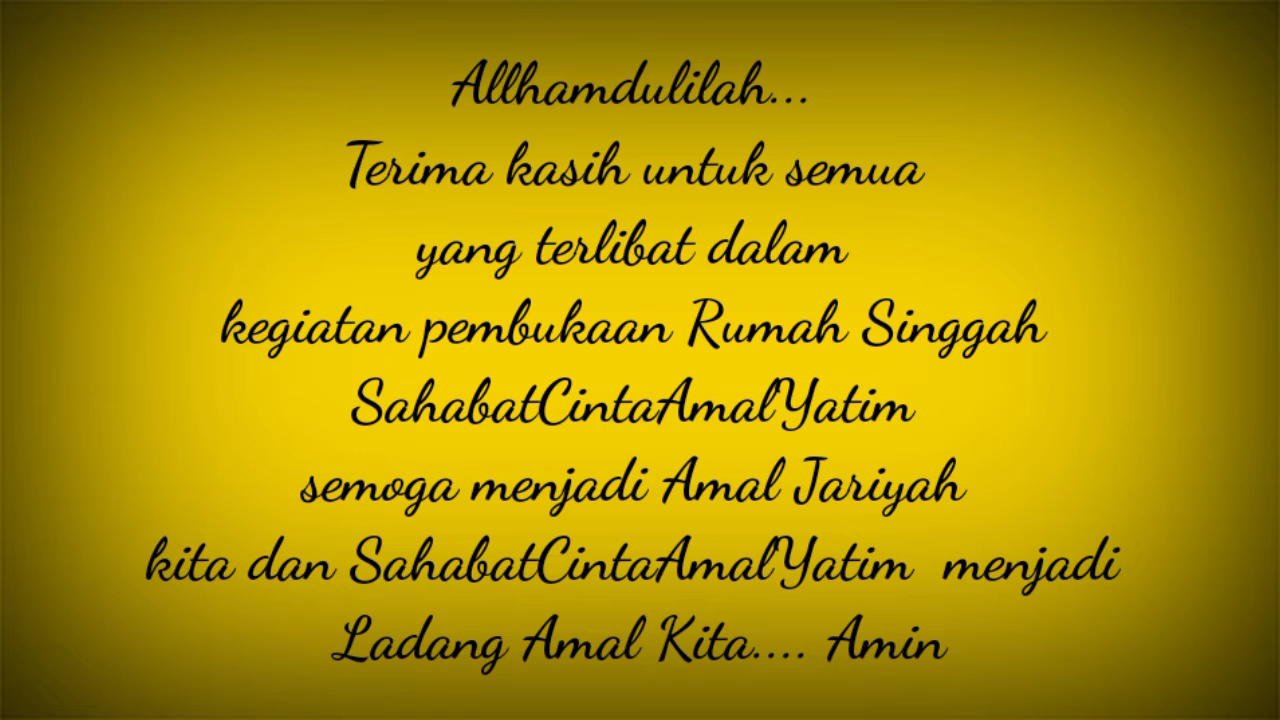 Allhamdulilah...
Terima kasih untuk semua
yang terlibat dalam
kegiatan pembukaan Rumah Singgah
SahabatCintaAmalYatim
semoga menjadi Amal Jariyah
kita dan SahabatCintaAmalYatim  menjadi
Ladang Amal Kita.... Amin